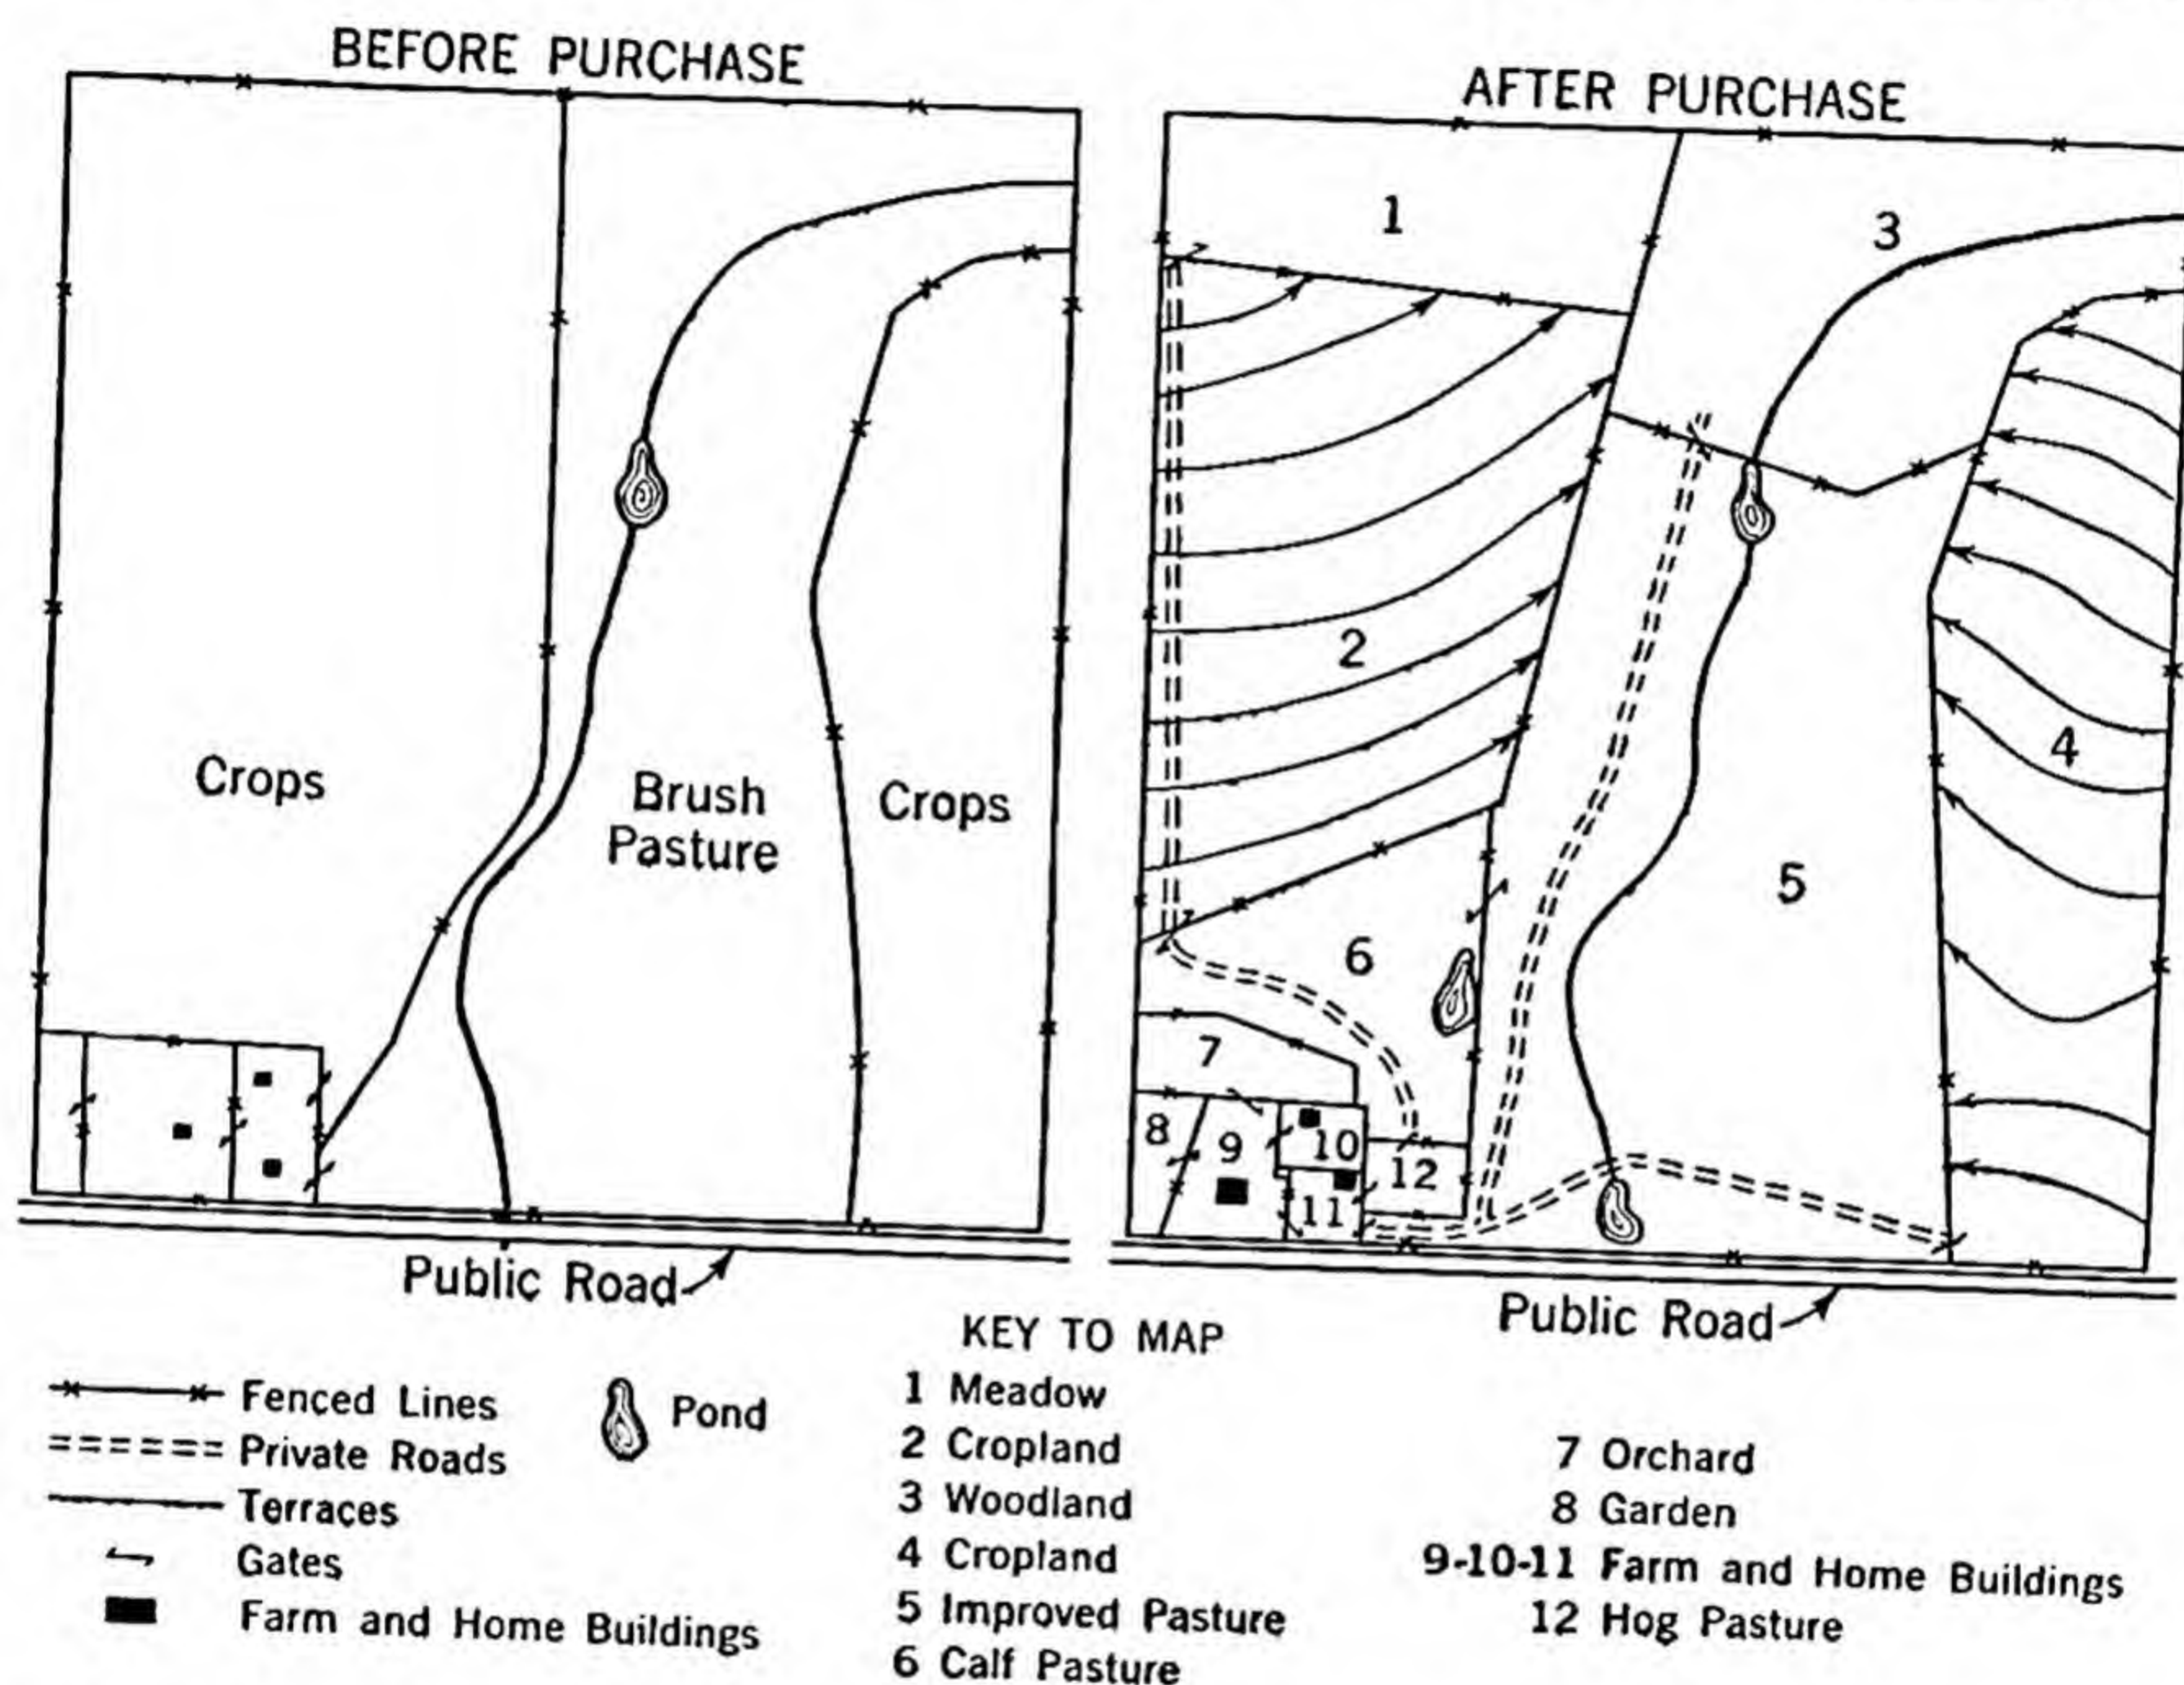 BEFORE PURCHASE
Crops
Brush
Pasture
Crops
Public Road
AFTER PURCHASE
1
3
2
4
5
6
7
8
9
10
11
12
Public Road
Fenced Lines
Private Roads
Terraces
Gates
Farm and Home Buildings
Pond
KEY TO MAP
1 Meadow
2 Cropland
3 Woodland
4 Cropland
5 Improved Pasture
6 Calf Pasture
7 Orchard
8 Garden
9-10-11 Farm and Home Buildings
12 Hog Pasture